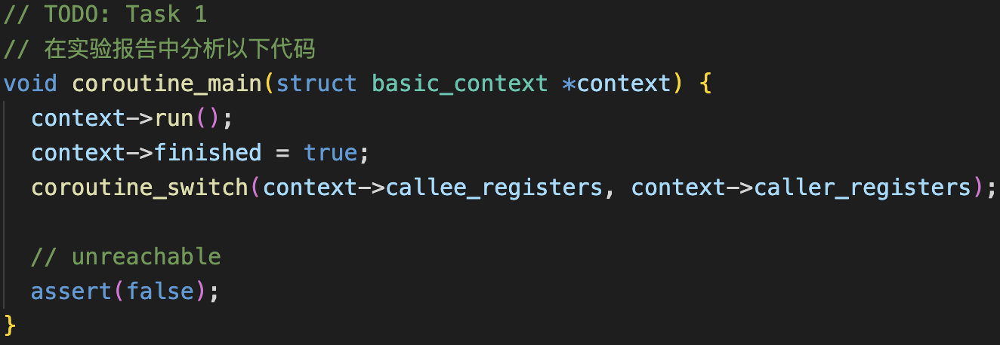 // TODO: Task 1
// 在实验报告中分析以下代码
void coroutine_main(struct basic_context *context) {
  context->run();
  context->finished = true;
  coroutine_switch(context->callee_registers, context->caller_registers);

  // unreachable
  assert(false);
}